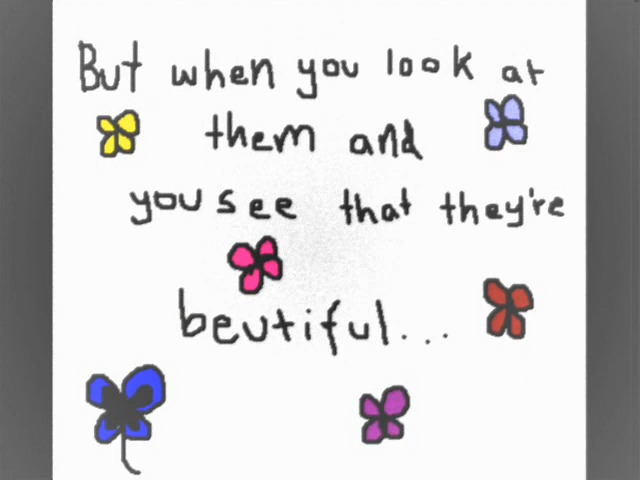 But when you look at
them and
you see that they're
beutiful...